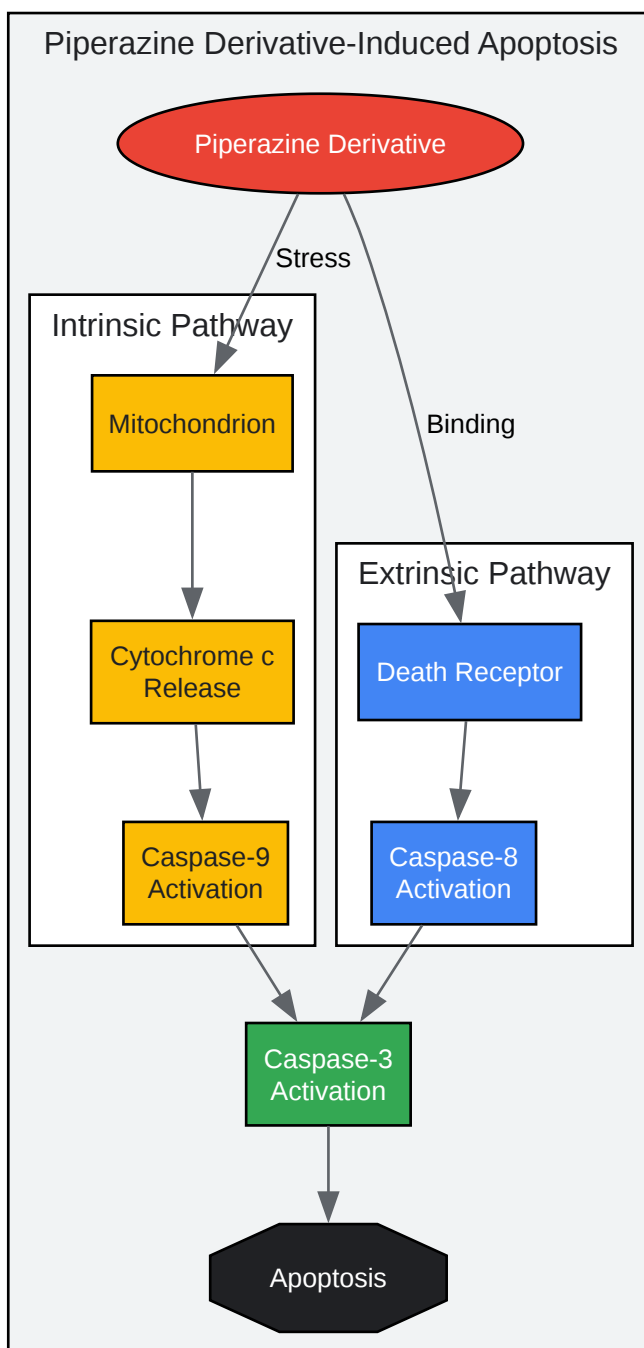 Piperazine Derivative-Induced Apoptosis
Piperazine Derivative
Stress
Intrinsic Pathway
Mitochondrion
Binding
Extrinsic Pathway
Cytochrome c
Release
Death Receptor
Caspase-9
Activation
Caspase-8
Activation
Caspase-3
Activation
Apoptosis